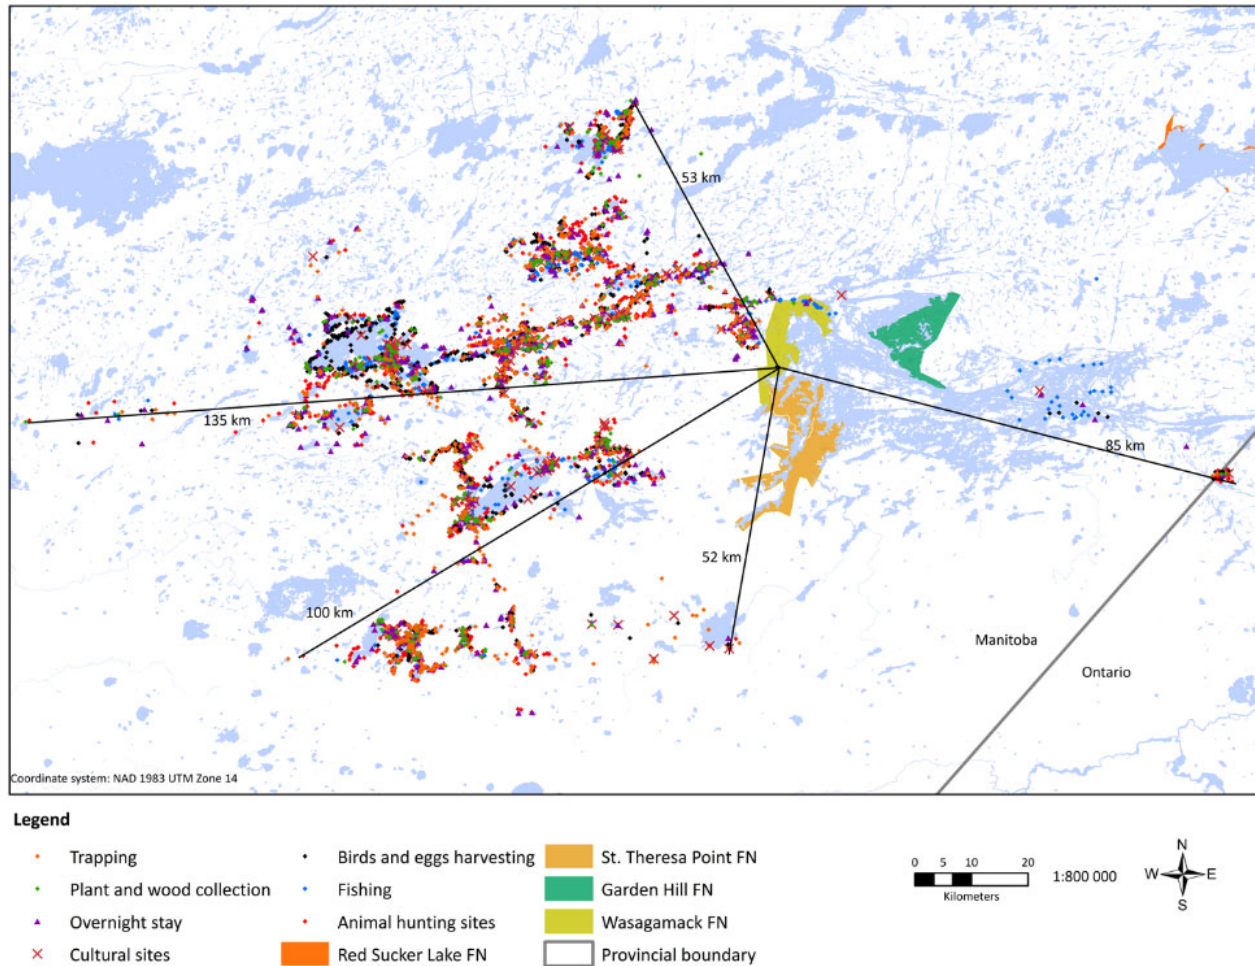 53 km
135 km
85 km
52 km
100 km
Manitoba
Ontario
Coordinate system: NAD 1983 UTM Zone 14
Legend
Trapping
Plant and wood collection
Overnight stay
Cultural sites
Birds and eggs harvesting
Fishing
Animal hunting sites
Red Sucker Lake FN
St. Theresa Point FN
Garden Hill FN
Wasagamack FN
Provincial boundary
0 5 10 20
Kilometers
1:800 000
N
W E
S